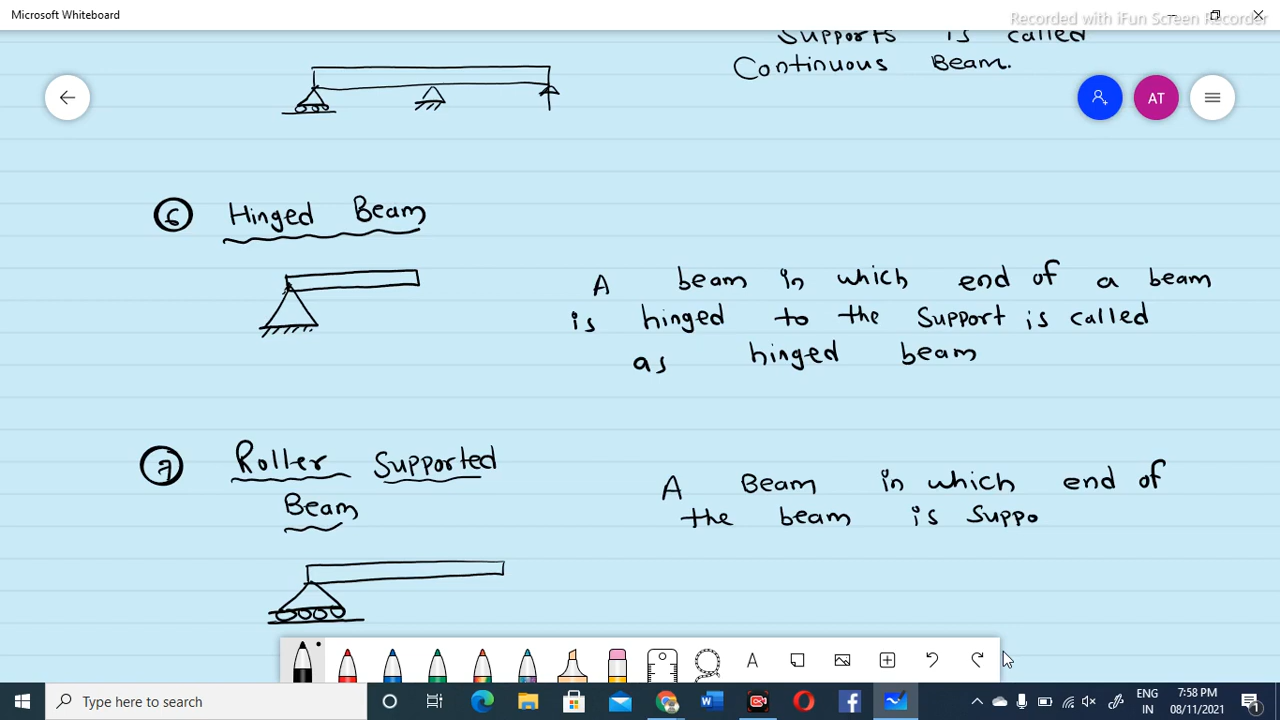 Microsoft Whiteboard
Recorded with iFun Screen Recorder
Supports is called
Continuous Beam.
AT
6 Hinged Beam
A beam in which end of a beam
is hinged to the Support is called
as hinged beam
7 Roller Supported
Beam
A Beam in which end of
the beam is Suppo
A
Type here to search
W
ENG
IN
7:58 PM
08/11/2021
1